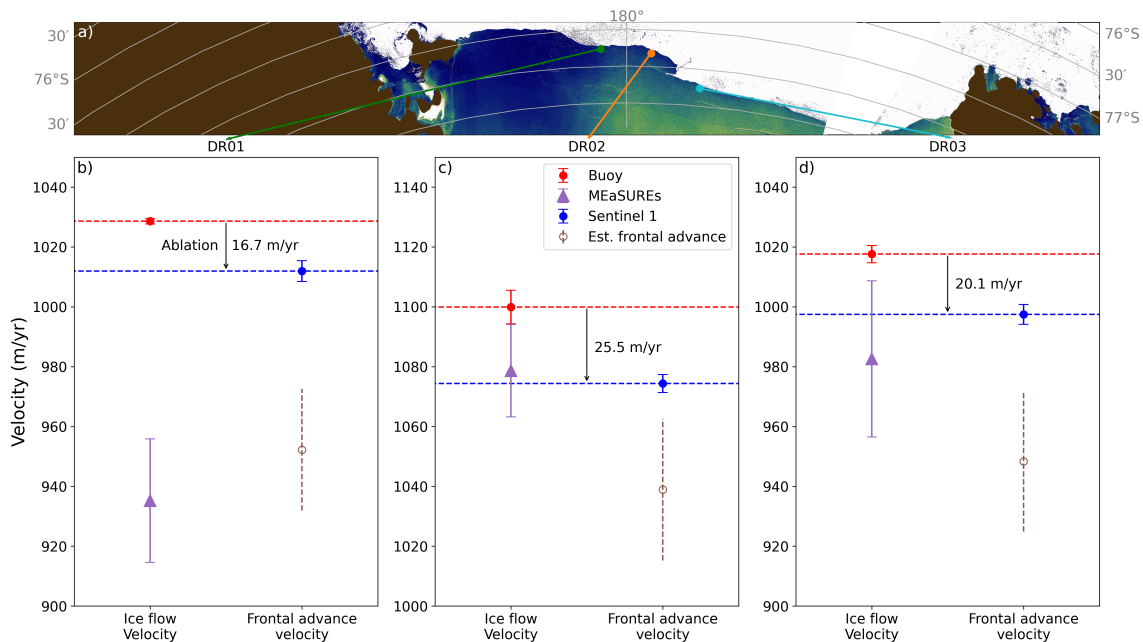 180°
a)
30′
76°S
30′
76°S
30′
77°S
DR01
DR02
DR03
Velocity (m/yr)
b)
1040
1020
1000
980
960
940
920
900
Ablation
16.7 m/yr
Ice flow
Velocity
Frontal advance
velocity
c)
1140
1120
1100
1080
1060
1040
1020
1000
Buoy
MEaSUREs
Sentinel 1
Est. frontal advance
25.5 m/yr
Ice flow
Velocity
Frontal advance
velocity
d)
1040
1020
1000
980
960
940
920
900
20.1 m/yr
Ice flow
Velocity
Frontal advance
velocity